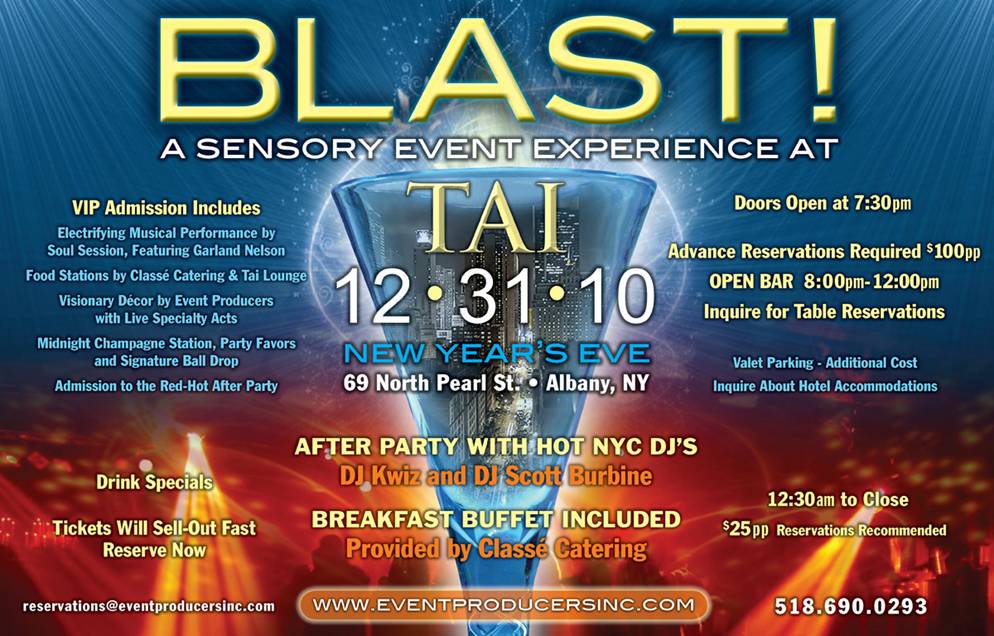 BLAST!
A SENSORY EVENT EXPERIENCE AT
TAI
12•31•10
NEW YEAR'S EVE
69 North Pearl St. • Albany, NY
VIP Admission Includes
Electrifying Musical Performance by
Soul Session, Featuring Garland Nelson
Food Stations by Classé Catering & Tai Lounge
Visionary Décor by Event Producers
with Live Specialty Acts
Midnight Champagne Station, Party Favors
and Signature Ball Drop
Admission to the Red-Hot After Party
Doors Open at 7:30pm
Advance Reservations Required $100pp
OPEN BAR 8:00pm-12:00pm
Inquire for Table Reservations
Valet Parking - Additional Cost
Inquire About Hotel Accommodations
AFTER PARTY WITH HOT NYC DJ'S
DJ Kwiz and DJ Scott Burbine
BREAKFAST BUFFET INCLUDED
Provided by Classé Catering
Drink Specials
Tickets Will Sell-Out Fast
Reserve Now
12:30am to Close
$25pp Reservations Recommended
reservations@eventproducersinc.com
WWW.EVENTPRODUCERSINC.COM
518.690.0293